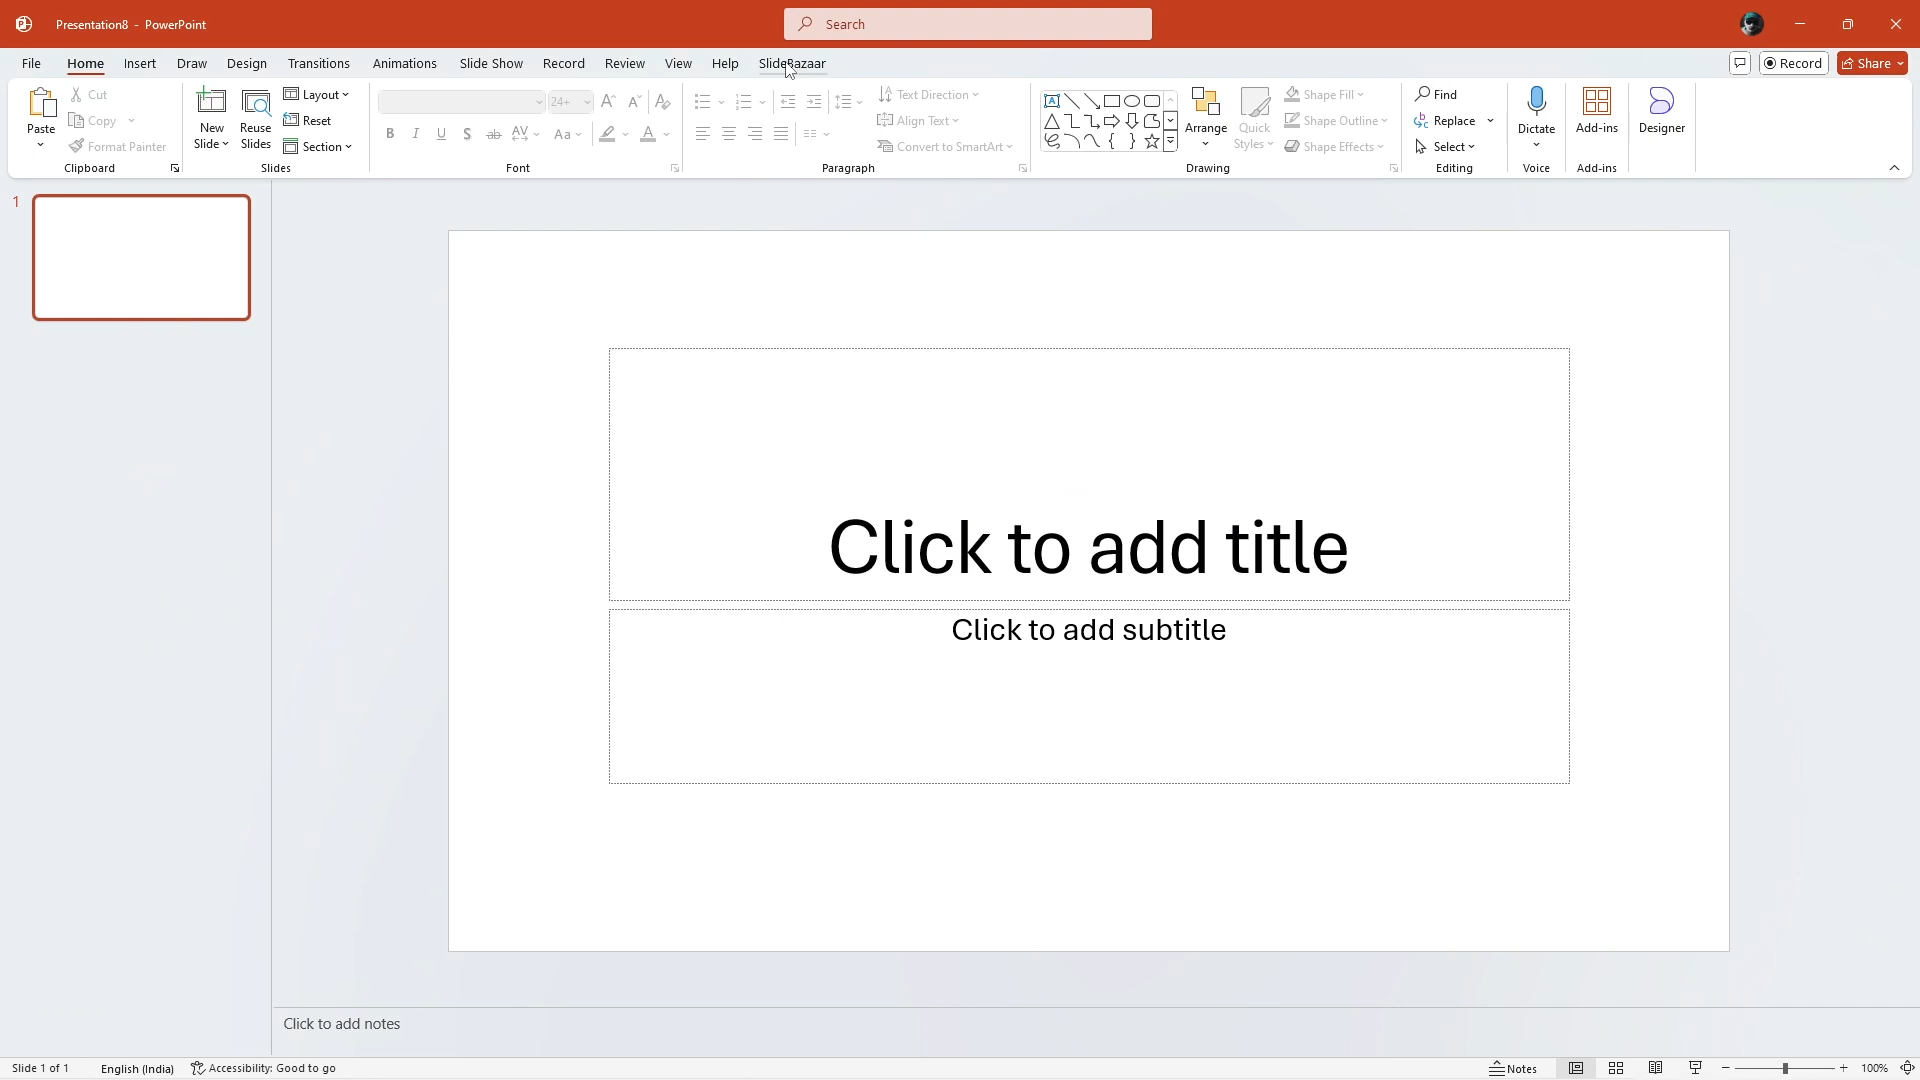 Presentation8 - PowerPoint
Search
File Home Insert Draw Design Transitions Animations Slide Show Record Review View Help SlideBazaar
Record Share
Paste
Cut
Copy
Format Painter
Clipboard
New Slide
Reuse Slides
Layout
Reset
Section
Slides
24+
B I U S ab AV Aa A
Font
Text Direction
Align Text
Convert to SmartArt
Paragraph
Arrange
Quick Styles
Shape Fill
Shape Outline
Shape Effects
Drawing
Find
Replace
Select
Editing
Dictate
Voice
Add-ins
Add-ins
Designer
1
Click to add title
Click to add subtitle
Click to add notes
Slide 1 of 1 English (India) Accessibility: Good to go Notes 100%